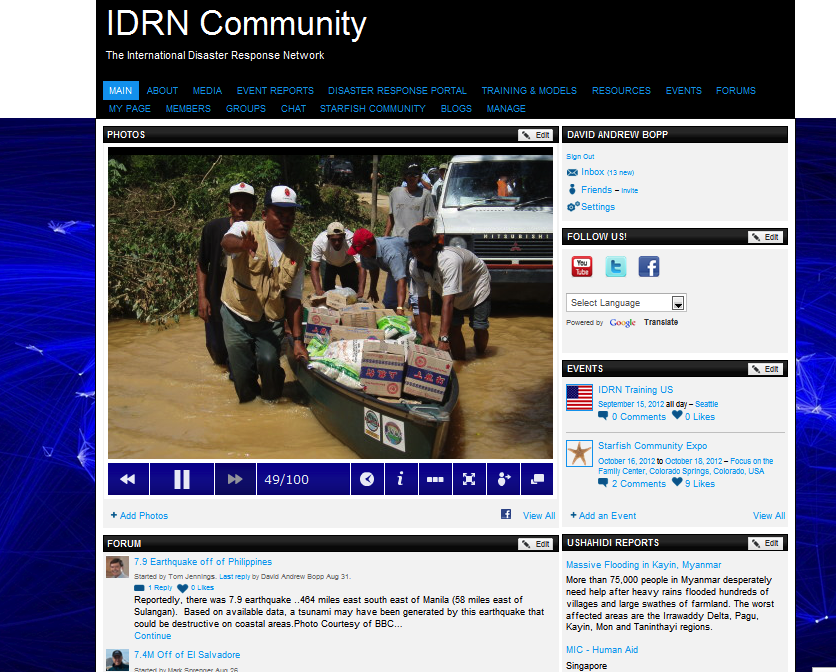 IDRN Community
The International Disaster Response Network
MAIN ABOUT MEDIA EVENT REPORTS DISASTER RESPONSE PORTAL TRAINING & MODELS RESOURCES EVENTS FORUMS
MY PAGE MEMBERS GROUPS CHAT STARFISH COMMUNITY BLOGS MANAGE
PHOTOS Edit
MITSUBISHI
49/100
+ Add Photos View All
FORUM Edit
7.9 Earthquake off of Philippines
Started by Tom Jennings. Last reply by David Andrew Bopp Aug 31.
1 Reply 0 Likes
Reportedly, there was 7.9 earthquake ..464 miles east south east of Manila (58 miles east of
Sulangan).  Based on available data, a tsunami may have been generated by this earthquake that
could be destructive on coastal areas.Photo Courtesy of BBC...
Continue
7.4M Off of El Salvadore
Started by Mark Sprenger Aug 26.
DAVID ANDREW BOPP
Sign Out
Inbox (13 new)
Friends – Invite
Settings
FOLLOW US! Edit
You
Tube
t
f
Select Language
Powered by Google Translate
EVENTS Edit
IDRN Training US
September 15, 2012 all day – Seattle
0 Comments 0 Likes
Starfish Community Expo
October 16, 2012 to October 18, 2012 – Focus on the
Family Center, Colorado Springs, Colorado, USA
2 Comments 9 Likes
+ Add an Event View All
USHAHIDI REPORTS Edit
Massive Flooding in Kayin, Myanmar
More than 75,000 people in Myanmar desperately
need help after heavy rains flooded hundreds of
villages and large swathes of farmland. The worst
affected areas are the Irrawaddy Delta, Pagu,
Kayin, Mon and Taninthayi regions.
MIC - Human Aid
Singapore